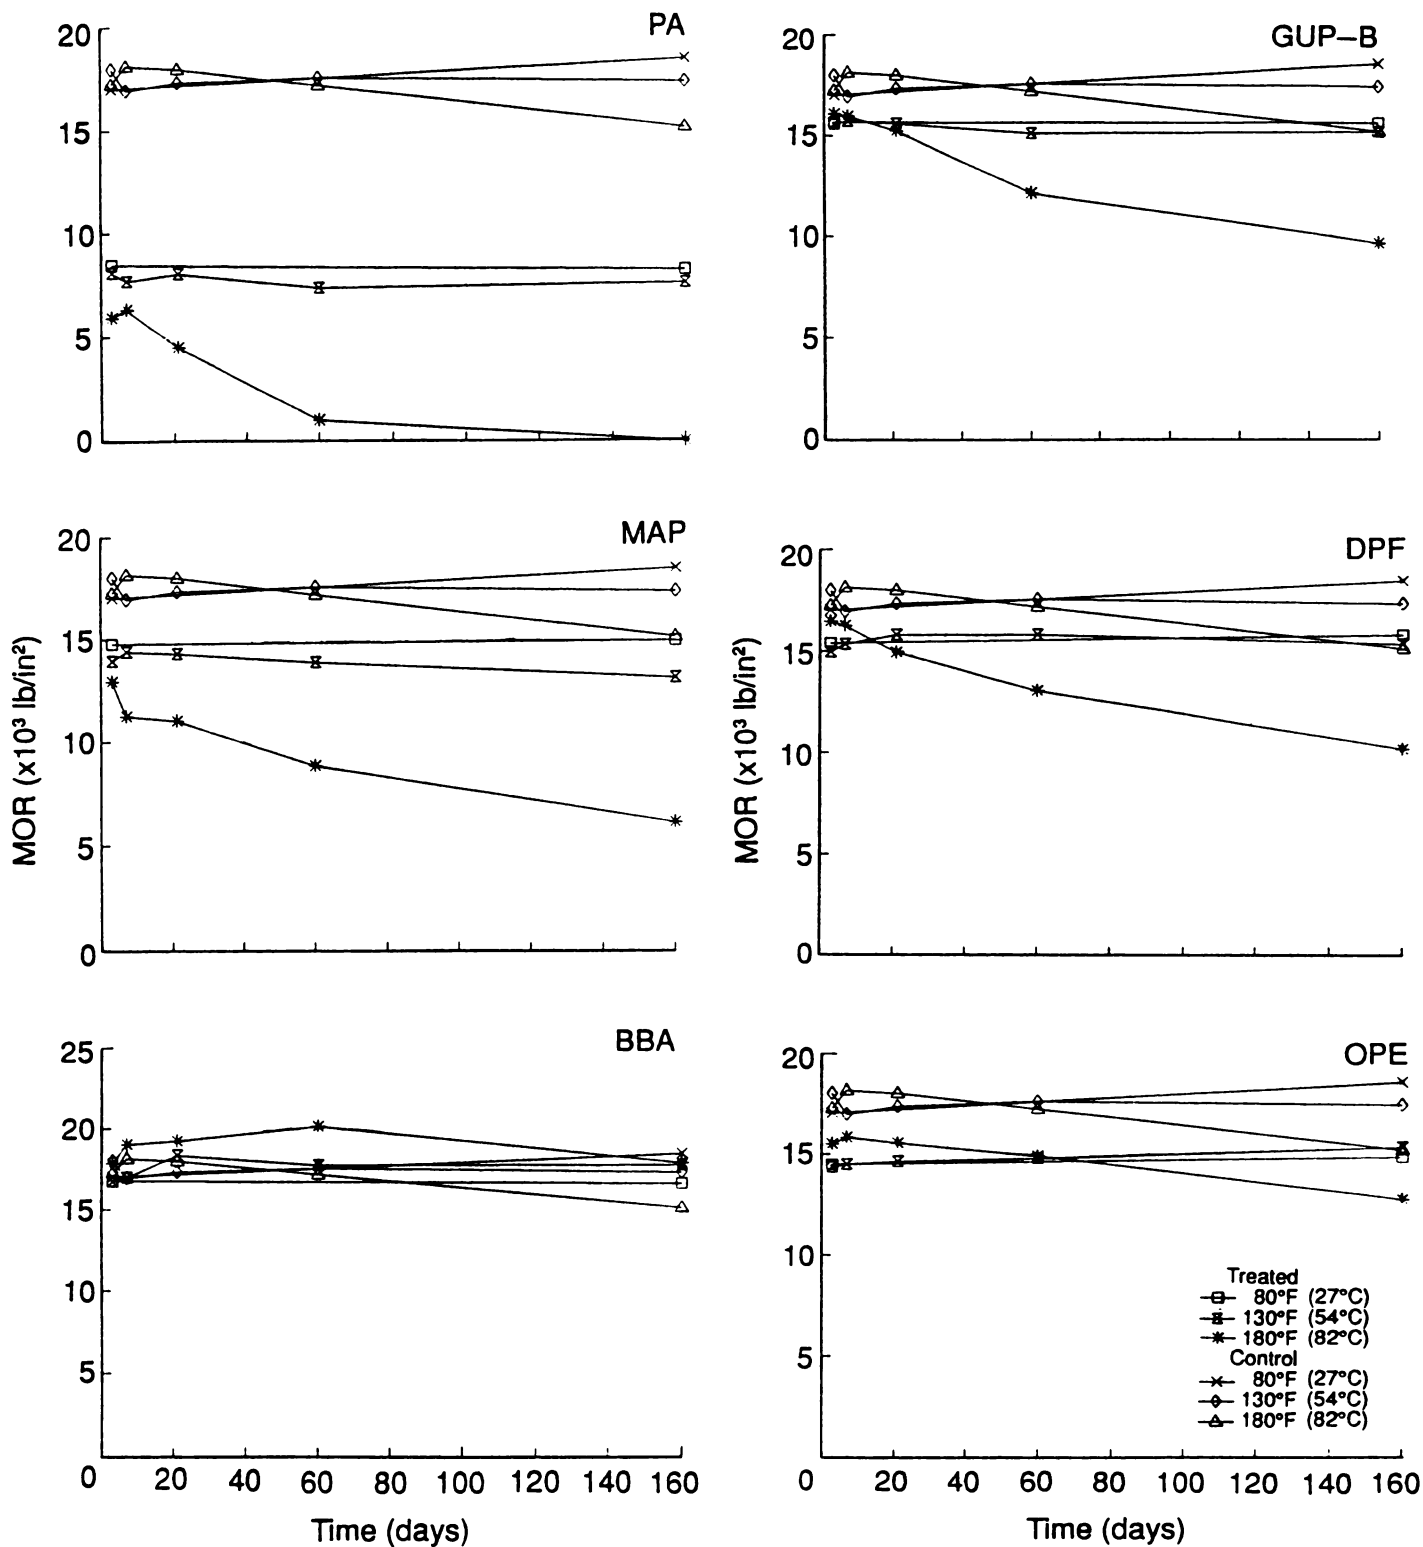 PA
20
15
10
5
0
GUP–B
20
15
10
5
0
MAP
20
15
10
5
0
MOR (x10³ lb/in²)
DPF
20
15
10
5
0
MOR (x10³ lb/in²)
BBA
25
20
15
10
5
0 20 40 60 80 100 120 140 160
Time (days)
OPE
20
15
10
5
Treated
80°F (27°C)
130°F (54°C)
180°F (82°C)
Control
80°F (27°C)
130°F (54°C)
180°F (82°C)
0 20 40 60 80 100 120 140 160
Time (days)